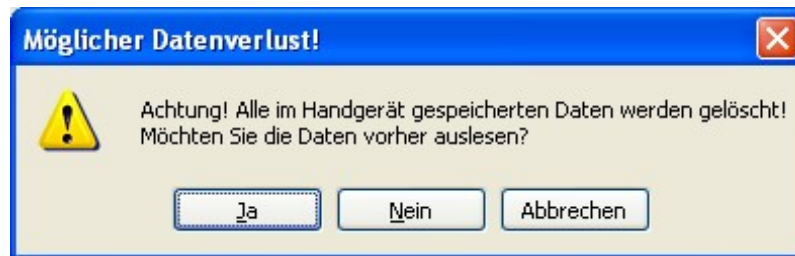 Möglicher Datenverlust!
Achtung! Alle im Handgerät gespeicherten Daten werden gelöscht!
Möchten Sie die Daten vorher auslesen?
Ja Nein Abbrechen